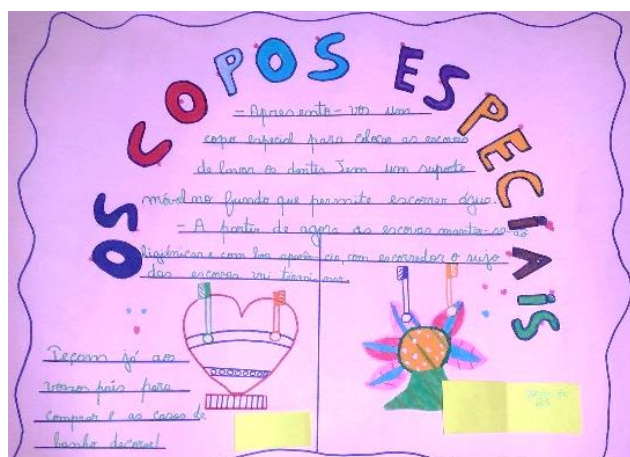 OS COPOS ESPECIAIS
- Apresento-vos um
copo especial para colocar as escovas
de lavar os dentes. Tem um suporte
móvel no fundo que permite escorrer água.
- A partir de agora as escovas manter-se-ão
higiénicas e com boa aparência, com escorredor o sujo
das escovas vai terminar.
Peçam já aos
vossos pais para
comprar e as casas de
banho decorar!